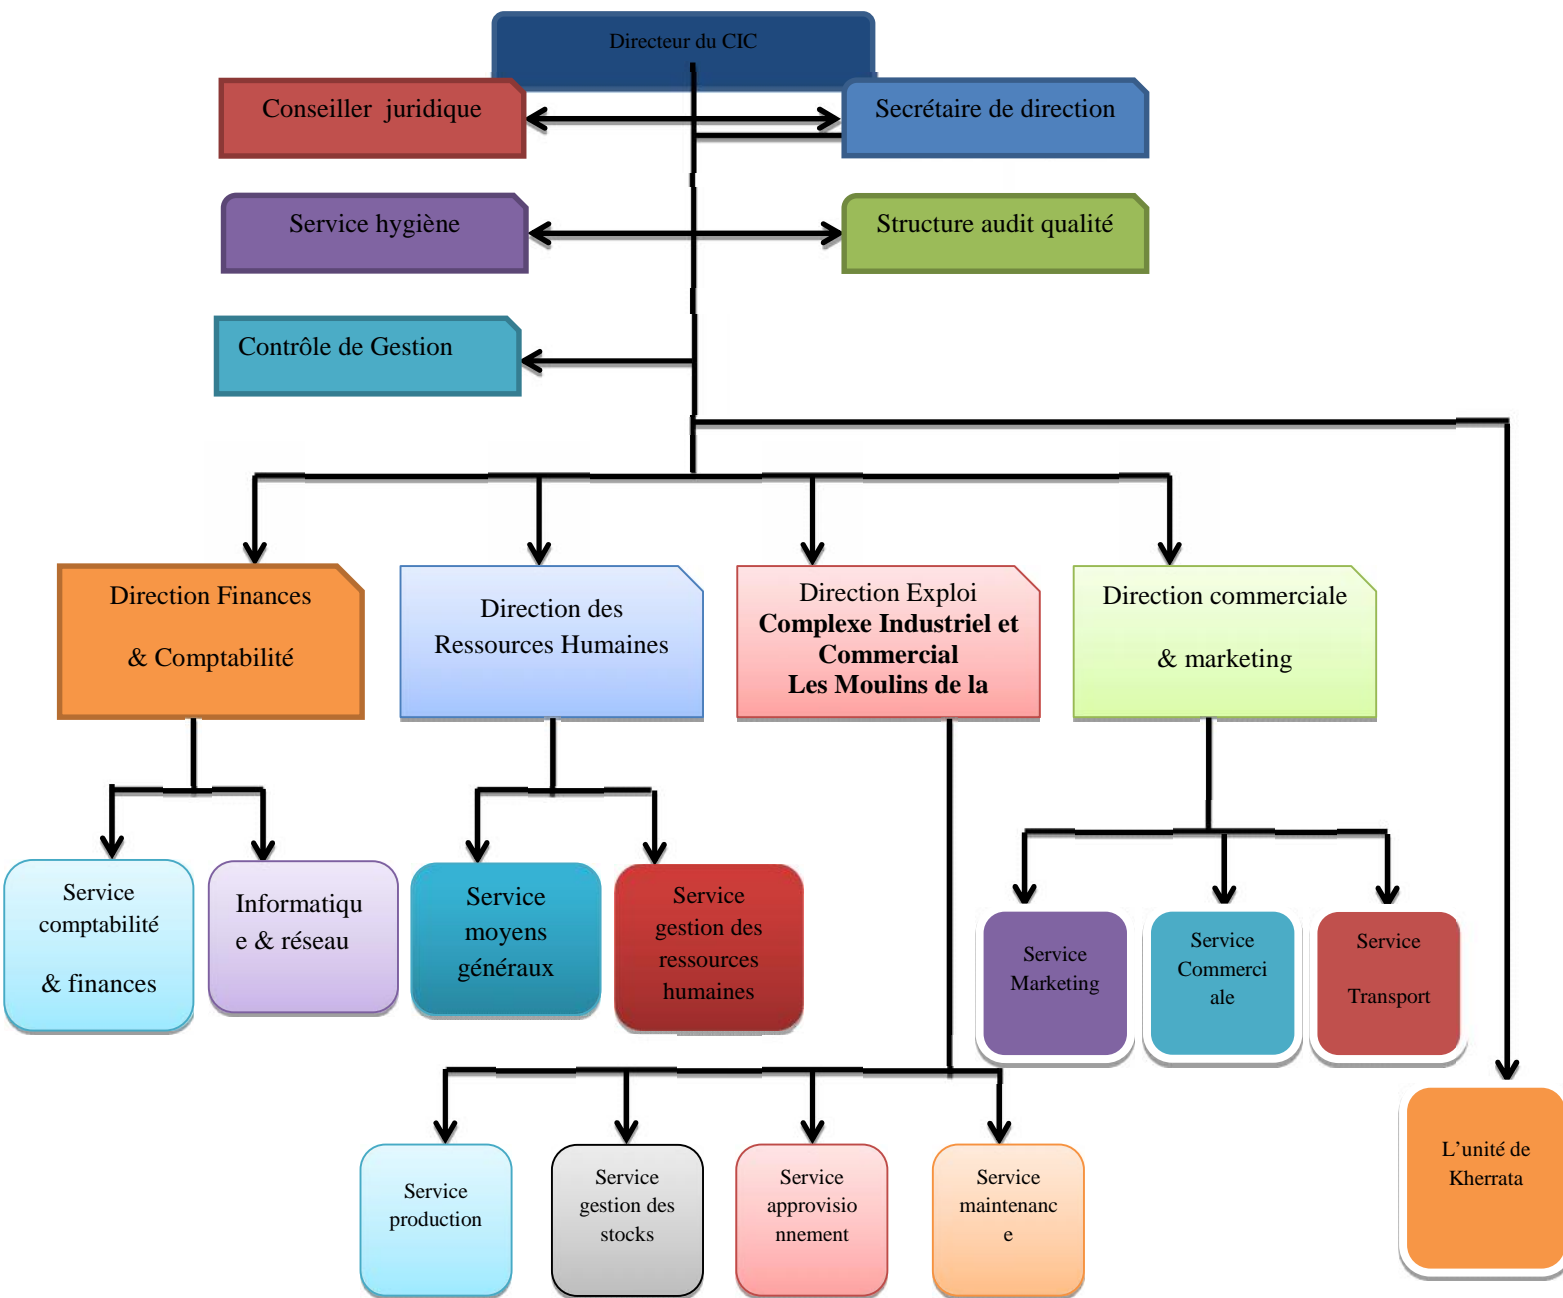 Directeur du CIC
Conseiller juridique
Secrétaire de direction
Service hygiène
Structure audit qualité
Contrôle de Gestion
Direction Finances
& Comptabilité
Direction des
Ressources Humaines
Direction Exploi
Complexe Industriel et
Commercial
Les Moulins de la
Direction commerciale
& marketing
Service
comptabilité
& finances
Informatiqu
e & réseau
Service
moyens
généraux
Service
gestion des
ressources
humaines
Service
Marketing
Service
Commerci
ale
Service
Transport
Service
production
Service
gestion des
stocks
Service
approvisio
nnement
Service
maintenanc
e
L'unité de
Kherrata